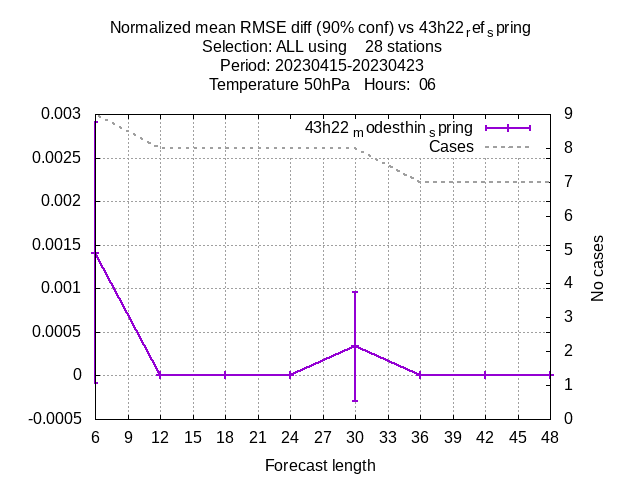 Normalized mean RMSE diff (90% conf) vs 43h22ᵣefₛpring
Selection: ALL using    28 stations
Period: 20230415-20230423
Temperature 50hPa   Hours:  06
43h22ₘodesthinₛpring
Cases
0.003
0.0025
0.002
0.0015
0.001
0.0005
0
-0.0005
9
8
7
6
5
4
3
2
1
0
No cases
6 9 12 15 18 21 24 27 30 33 36 39 42 45 48
Forecast length